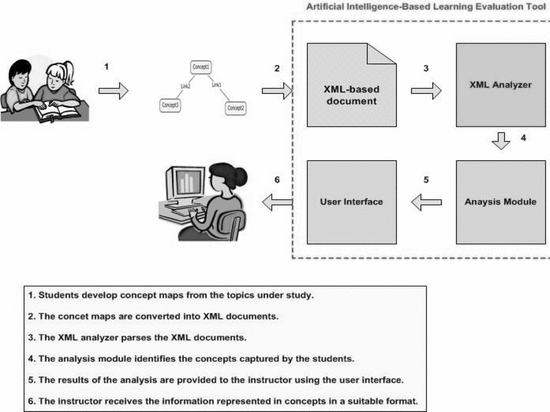 Artificial Intelligence-Based Learning Evaluation Tool
1
2
3
Concept1
Link2
Link1
Concept3
Concept2
XML-based
document
XML Analyzer
4
6
5
User Interface
Anaysis Module
1. Students develop concept maps from the topics under study.
2. The concet maps are converted into XML documents.
3. The XML analyzer parses the XML documents.
4. The analysis module identifies the concepts captured by the students.
5. The results of the analysis are provided to the instructor using the user interface.
6. The instructor receives the information represented in concepts in a suitable format.